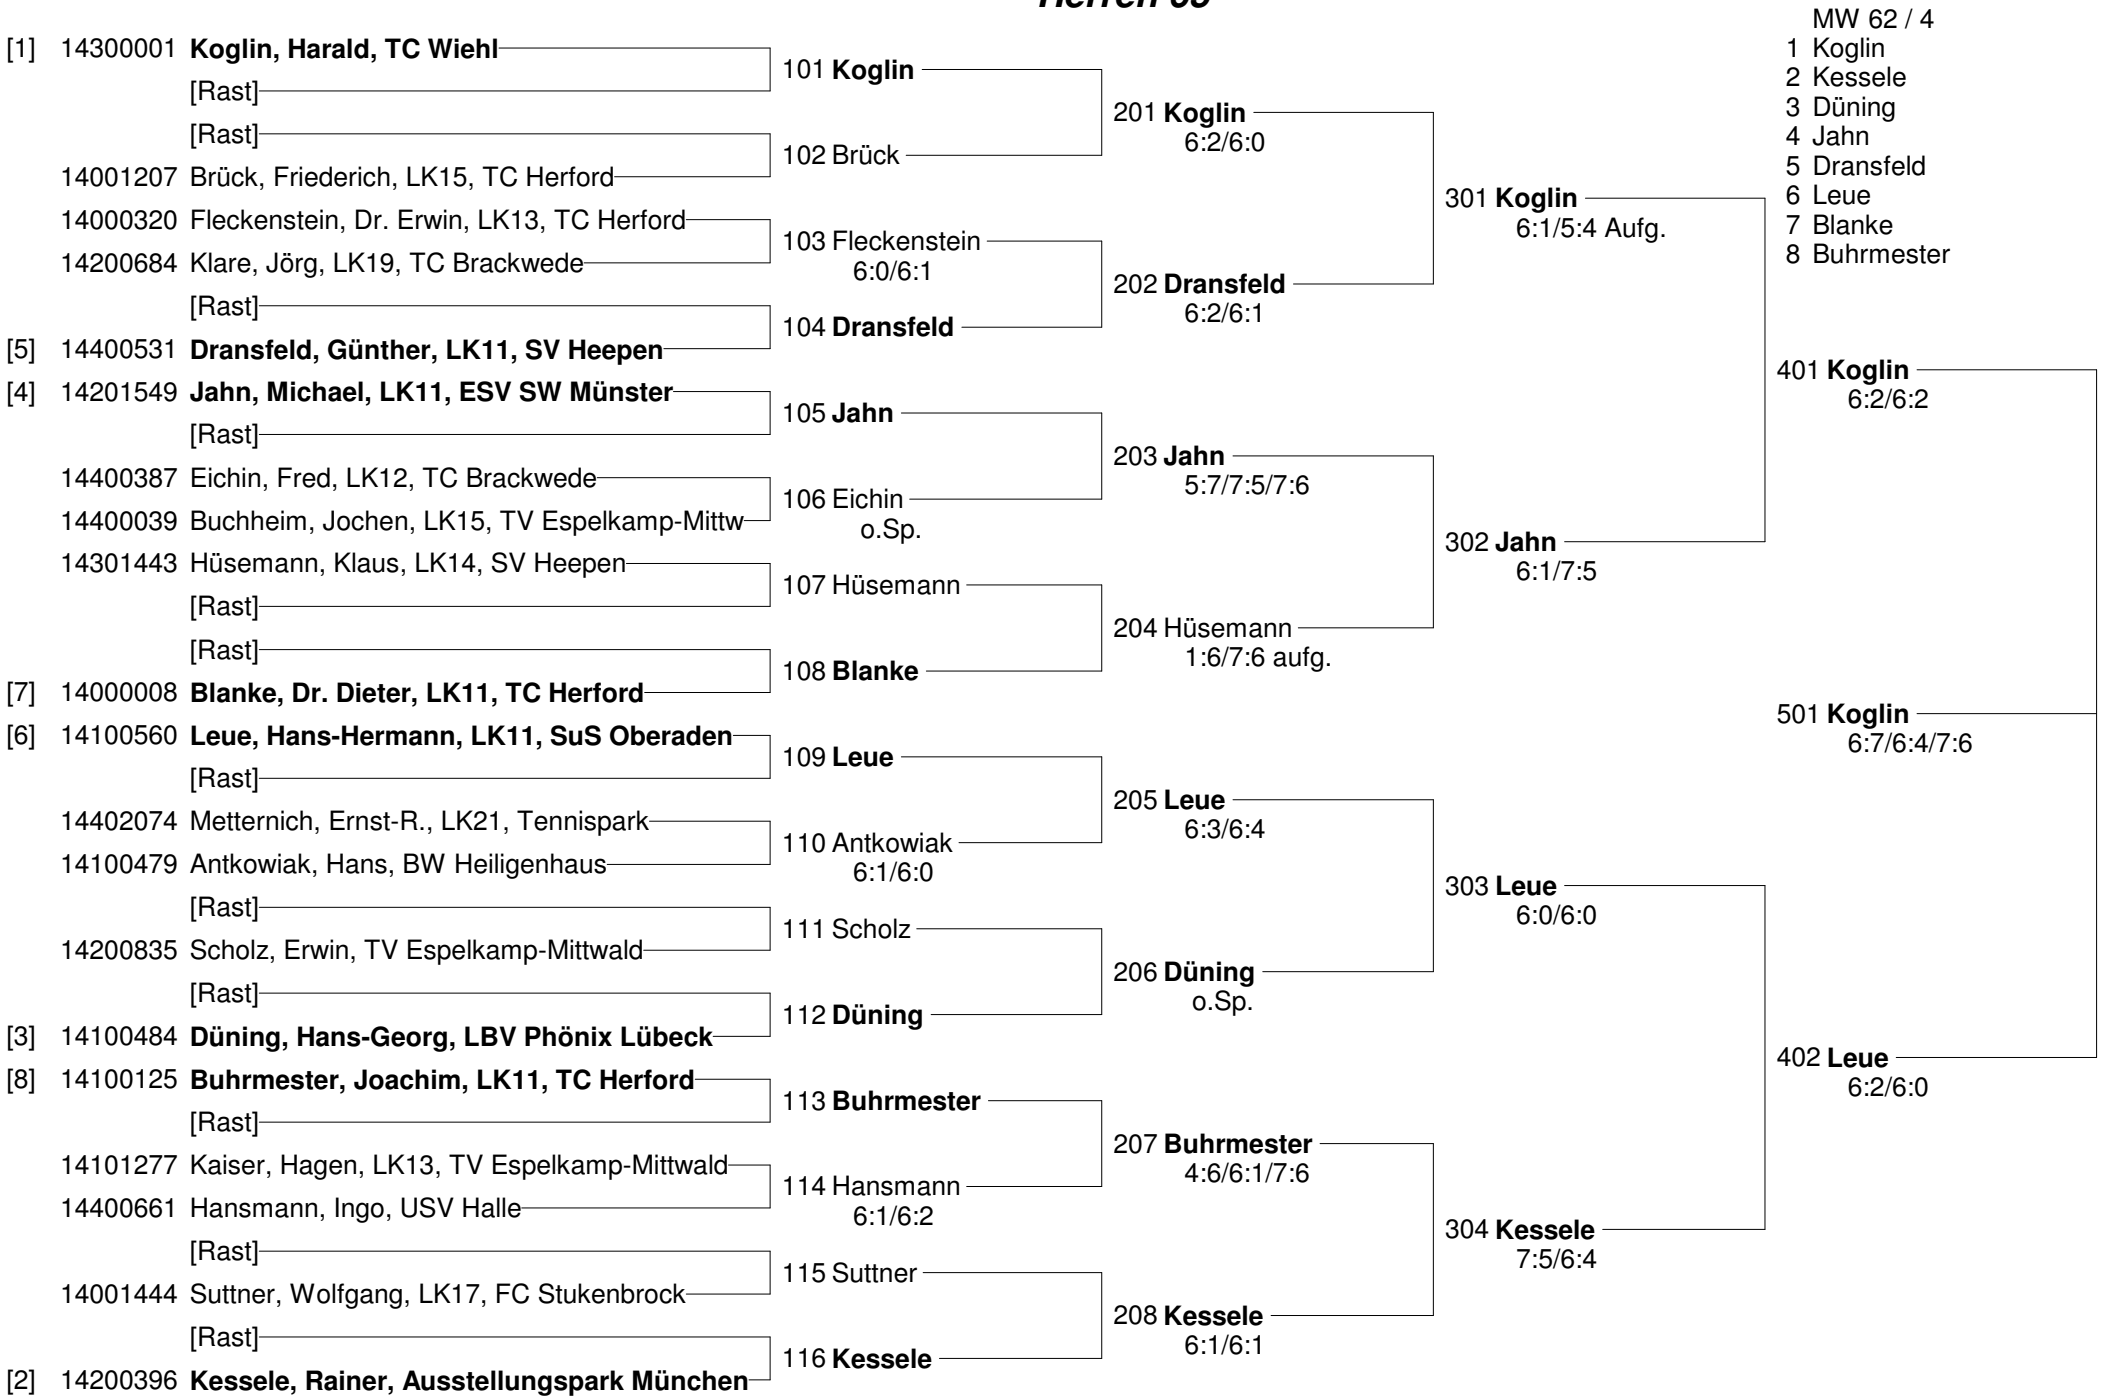 MW 62 / 4
1 Koglin
2 Kessele
3 Düning
4 Jahn
5 Dransfeld
6 Leue
7 Blanke
8 Buhrmester
[1] 14300001 Koglin, Harald, TC Wiehl
[Rast]
[Rast]
14001207 Brück, Friederich, LK15, TC Herford
14000320 Fleckenstein, Dr. Erwin, LK13, TC Herford
14200684 Klare, Jörg, LK19, TC Brackwede
[Rast]
[5] 14400531 Dransfeld, Günther, LK11, SV Heepen
[4] 14201549 Jahn, Michael, LK11, ESV SW Münster
[Rast]
14400387 Eichin, Fred, LK12, TC Brackwede
14400039 Buchheim, Jochen, LK15, TV Espelkamp-Mittw
14301443 Hüsemann, Klaus, LK14, SV Heepen
[Rast]
[Rast]
[7] 14000008 Blanke, Dr. Dieter, LK11, TC Herford
[6] 14100560 Leue, Hans-Hermann, LK11, SuS Oberaden
[Rast]
14402074 Metternich, Ernst-R., LK21, Tennispark
14100479 Antkowiak, Hans, BW Heiligenhaus
[Rast]
14200835 Scholz, Erwin, TV Espelkamp-Mittwald
[Rast]
[3] 14100484 Düning, Hans-Georg, LBV Phönix Lübeck
[8] 14100125 Buhrmester, Joachim, LK11, TC Herford
[Rast]
14101277 Kaiser, Hagen, LK13, TV Espelkamp-Mittwald
14400661 Hansmann, Ingo, USV Halle
[Rast]
14001444 Suttner, Wolfgang, LK17, FC Stukenbrock
[Rast]
[2] 14200396 Kessele, Rainer, Ausstellungspark München
101 Koglin
102 Brück
103 Fleckenstein
6:0/6:1
104 Dransfeld
105 Jahn
106 Eichin
o.Sp.
107 Hüsemann
108 Blanke
109 Leue
110 Antkowiak
6:1/6:0
111 Scholz
112 Düning
113 Buhrmester
114 Hansmann
6:1/6:2
115 Suttner
116 Kessele
201 Koglin
6:2/6:0
202 Dransfeld
6:2/6:1
203 Jahn
5:7/7:5/7:6
204 Hüsemann
1:6/7:6 aufg.
205 Leue
6:3/6:4
206 Düning
o.Sp.
207 Buhrmester
4:6/6:1/7:6
208 Kessele
6:1/6:1
301 Koglin
6:1/5:4 Aufg.
302 Jahn
6:1/7:5
303 Leue
6:0/6:0
304 Kessele
7:5/6:4
401 Koglin
6:2/6:2
402 Leue
6:2/6:0
501 Koglin
6:7/6:4/7:6